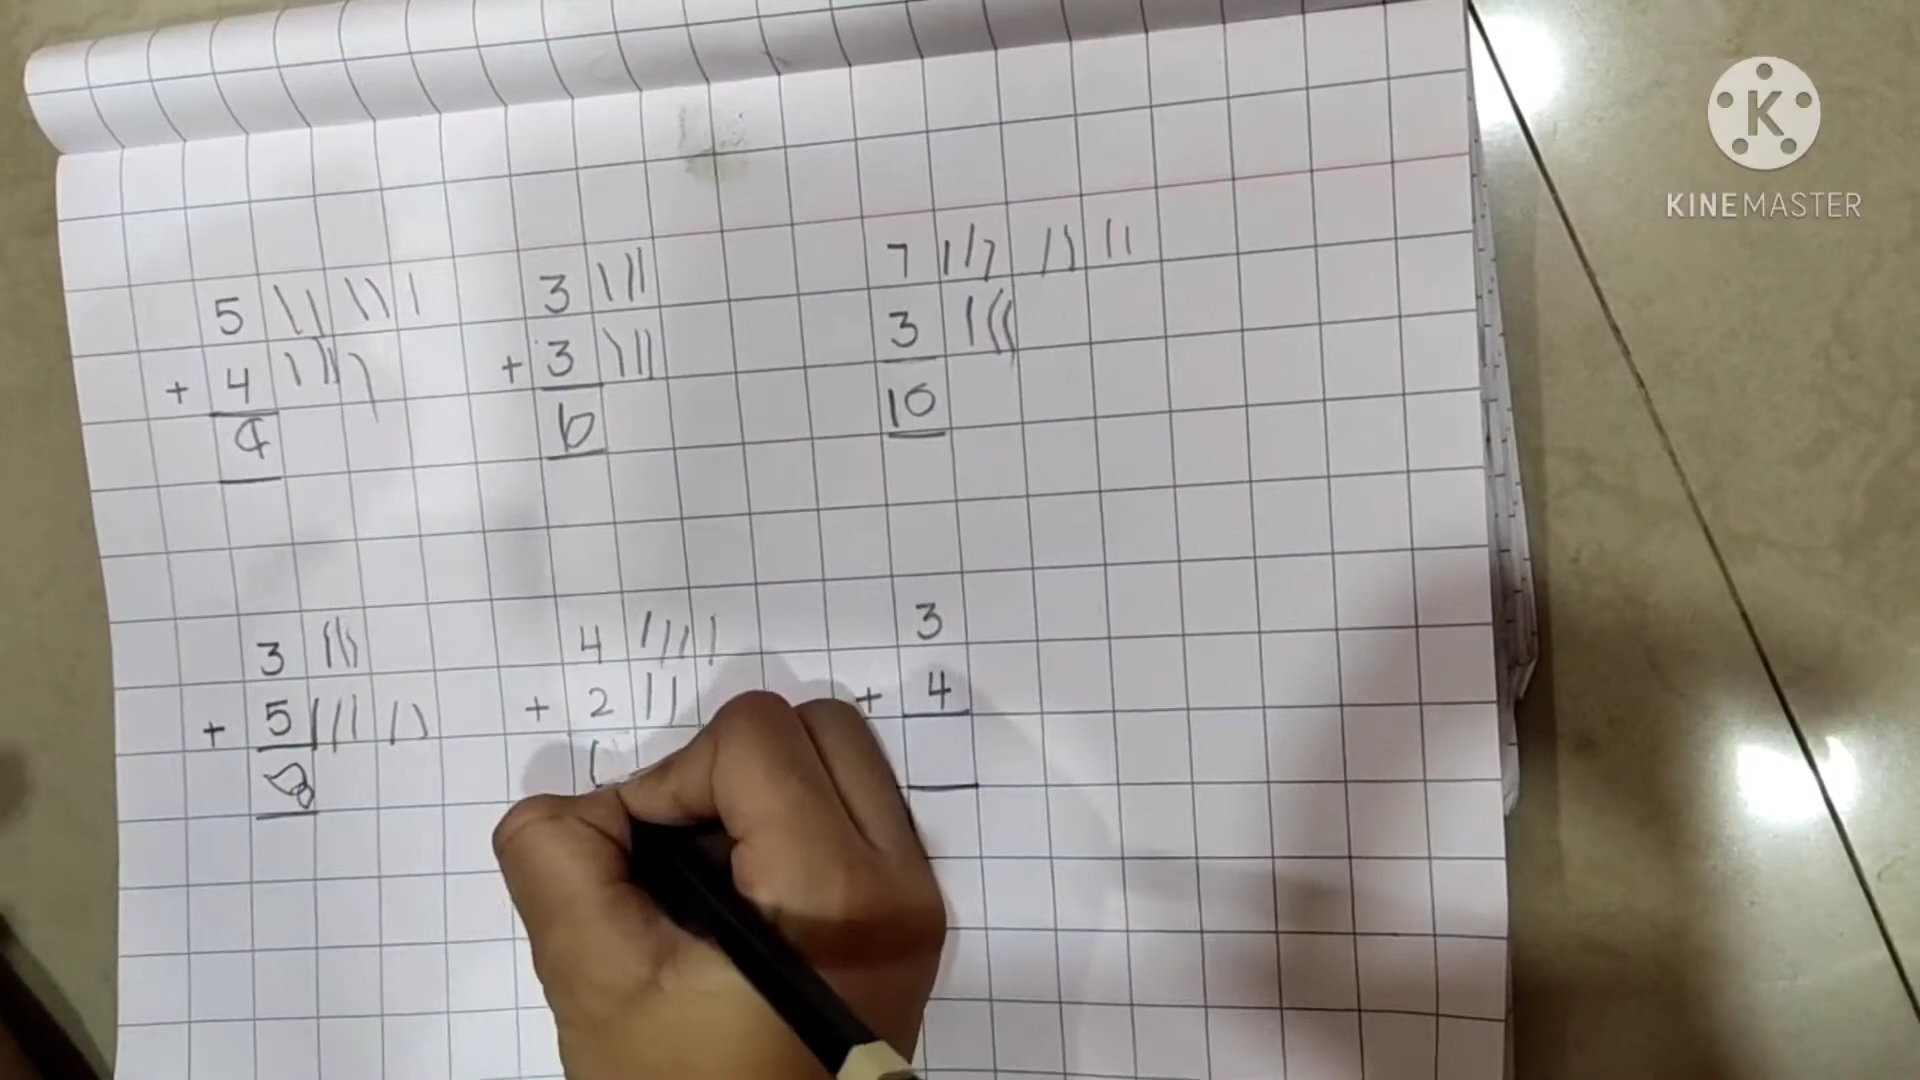 5 3 7
+ 4 + 3 3
9 6 10
3 4 3
+ 5 + 2 + 4
8
K
KINEMASTER